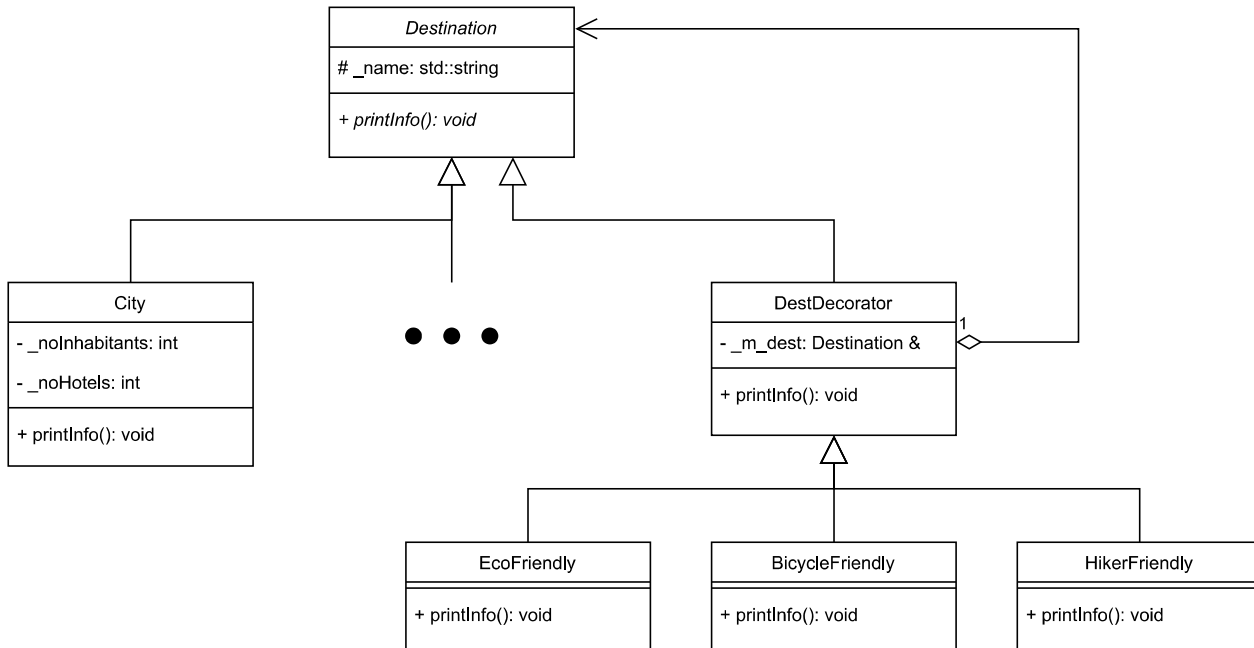 Destination
# _name: std::string
+ printInfo(): void
City
- _noInhabitants: int
- _noHotels: int
+ printInfo(): void
DestDecorator
- _m_dest: Destination &
1
+ printInfo(): void
EcoFriendly
+ printInfo(): void
BicycleFriendly
+ printInfo(): void
HikerFriendly
+ printInfo(): void